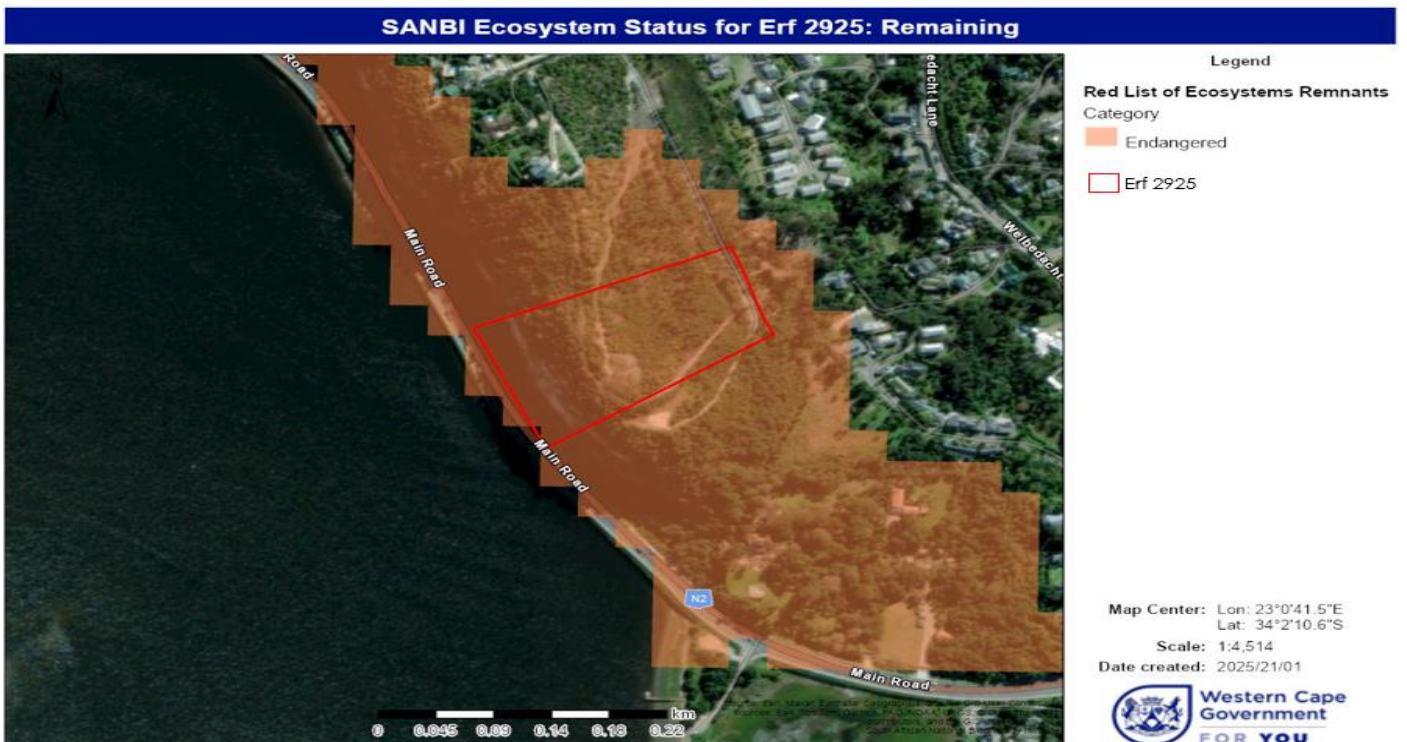 SANBI Ecosystem Status for Erf 2925: Remaining
N
Road
edacht Lane
Welbedacht
Main Road
Main Road
N2
Main Road
km
0 0,045 0,09 0,14 0,18 0,22
Legend
Red List of Ecosystems Remnants
Category
Endangered
Erf 2925
Map Center: Lon: 23°0'41.5"E
Lat: 34°2'10.6"S
Scale: 1:4,514
Date created: 2025/21/01
Western Cape
Government
FOR YOU